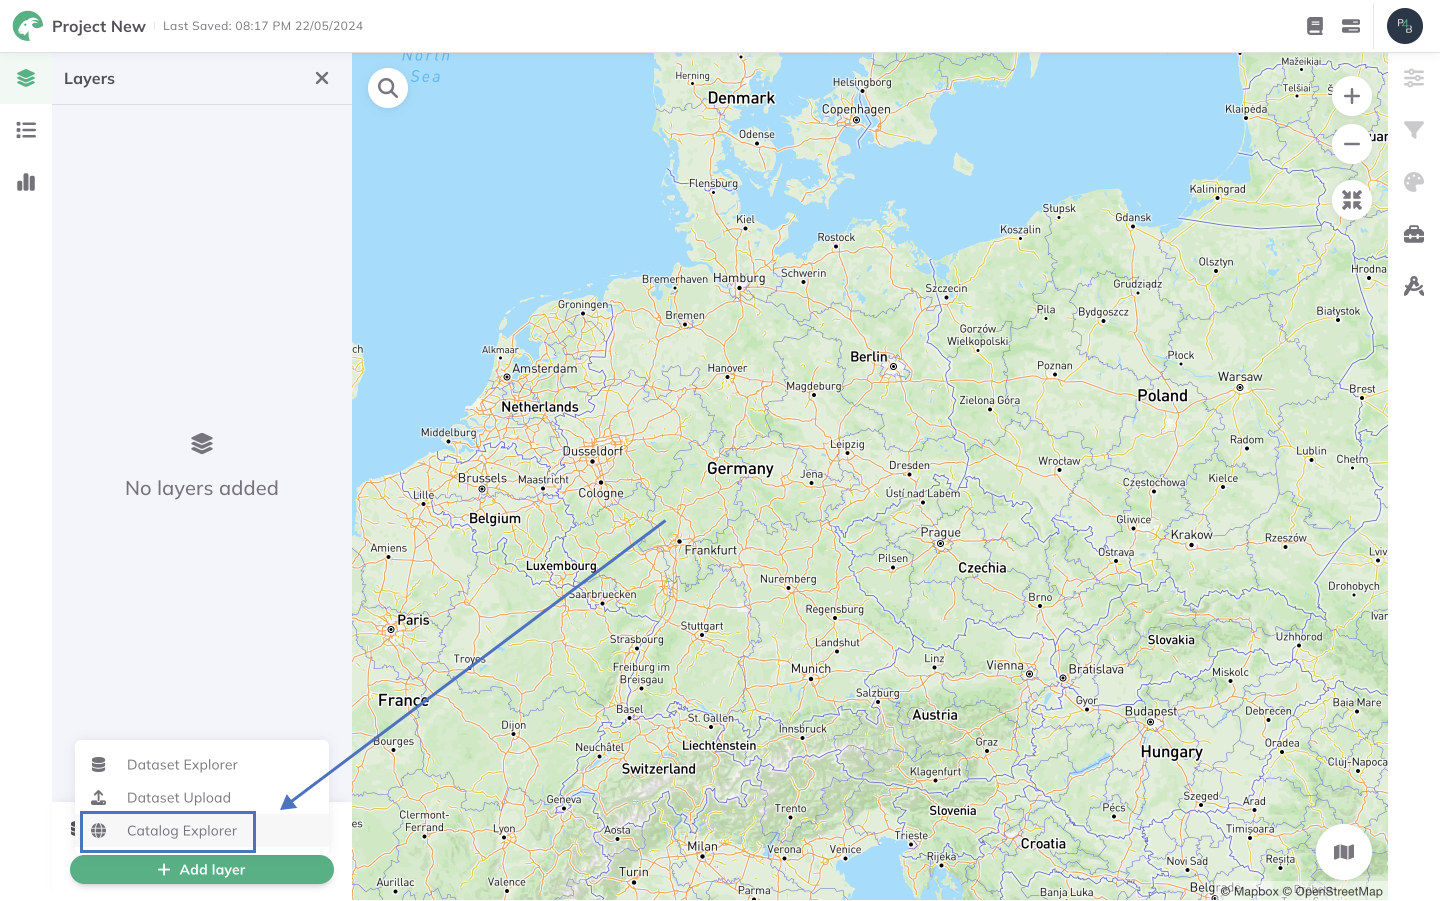 Project New
Last Saved: 08:17 PM 22/05/2024
Layers
No layers added
Dataset Explorer
Dataset Upload
Catalog Explorer
Add layer
North
Sea
Herning
Denmark
Helsingborg
Copenhagen
Odense
Flensburg
Kiel
Rostock
Bremerhaven
Hamburg
Schwerin
Bremen
Groningen
Alkmaar
Amsterdam
Netherlands
Middelburg
Hanover
Magdeburg
Berlin
Szczecin
Koszalin
Słupsk
Gdansk
Kaliningrad
Klaipėda
Telšiai
Mažeikiai
Olsztyn
Hrodna
Grudziądz
Bydgoszcz
Piła
Białystok
Gorzów
Wielkopolski
Poznan
Płock
Warsaw
Brest
Poland
Zielona Góra
Radom
Lublin
Chełm
Wrocław
Częstochowa
Kielce
Gliwice
Krakow
Rzeszów
Lviv
Ostrava
Drohobych
Dusseldorf
Cologne
Maastricht
Brussels
Lille
Belgium
Amiens
Germany
Leipzig
Jena
Dresden
Ústí nad Labem
Prague
Pilsen
Czechia
Frankfurt
Luxembourg
Saarbruecken
Nuremberg
Regensburg
Brno
Paris
Troyes
Strasbourg
Stuttgart
Landshut
Freiburg im
Breisgau
Munich
Linz
Vienna
Bratislava
Slovakia
Uzhhorod
Miskolc
Salzburg
France
Basel
St. Gallen
Austria
Innsbruck
Gyor
Budapest
Debrecen
Baia Mare
Bourges
Dijon
Neuchâtel
Liechtenstein
Switzerland
Graz
Klagenfurt
Hungary
Oradea
Cluj-Napoca
Geneva
Clermont-
Ferrand
Lyon
Aosta
Trento
Slovenia
Pécs
Szeged
Arad
Timișoara
Milan
Verona
Venice
Trieste
Rijeka
Croatia
Turin
Parma
Aurillac
Valence
Banja Luka
Novi Sad
Reșița
© Mapbox © OpenStreetMap